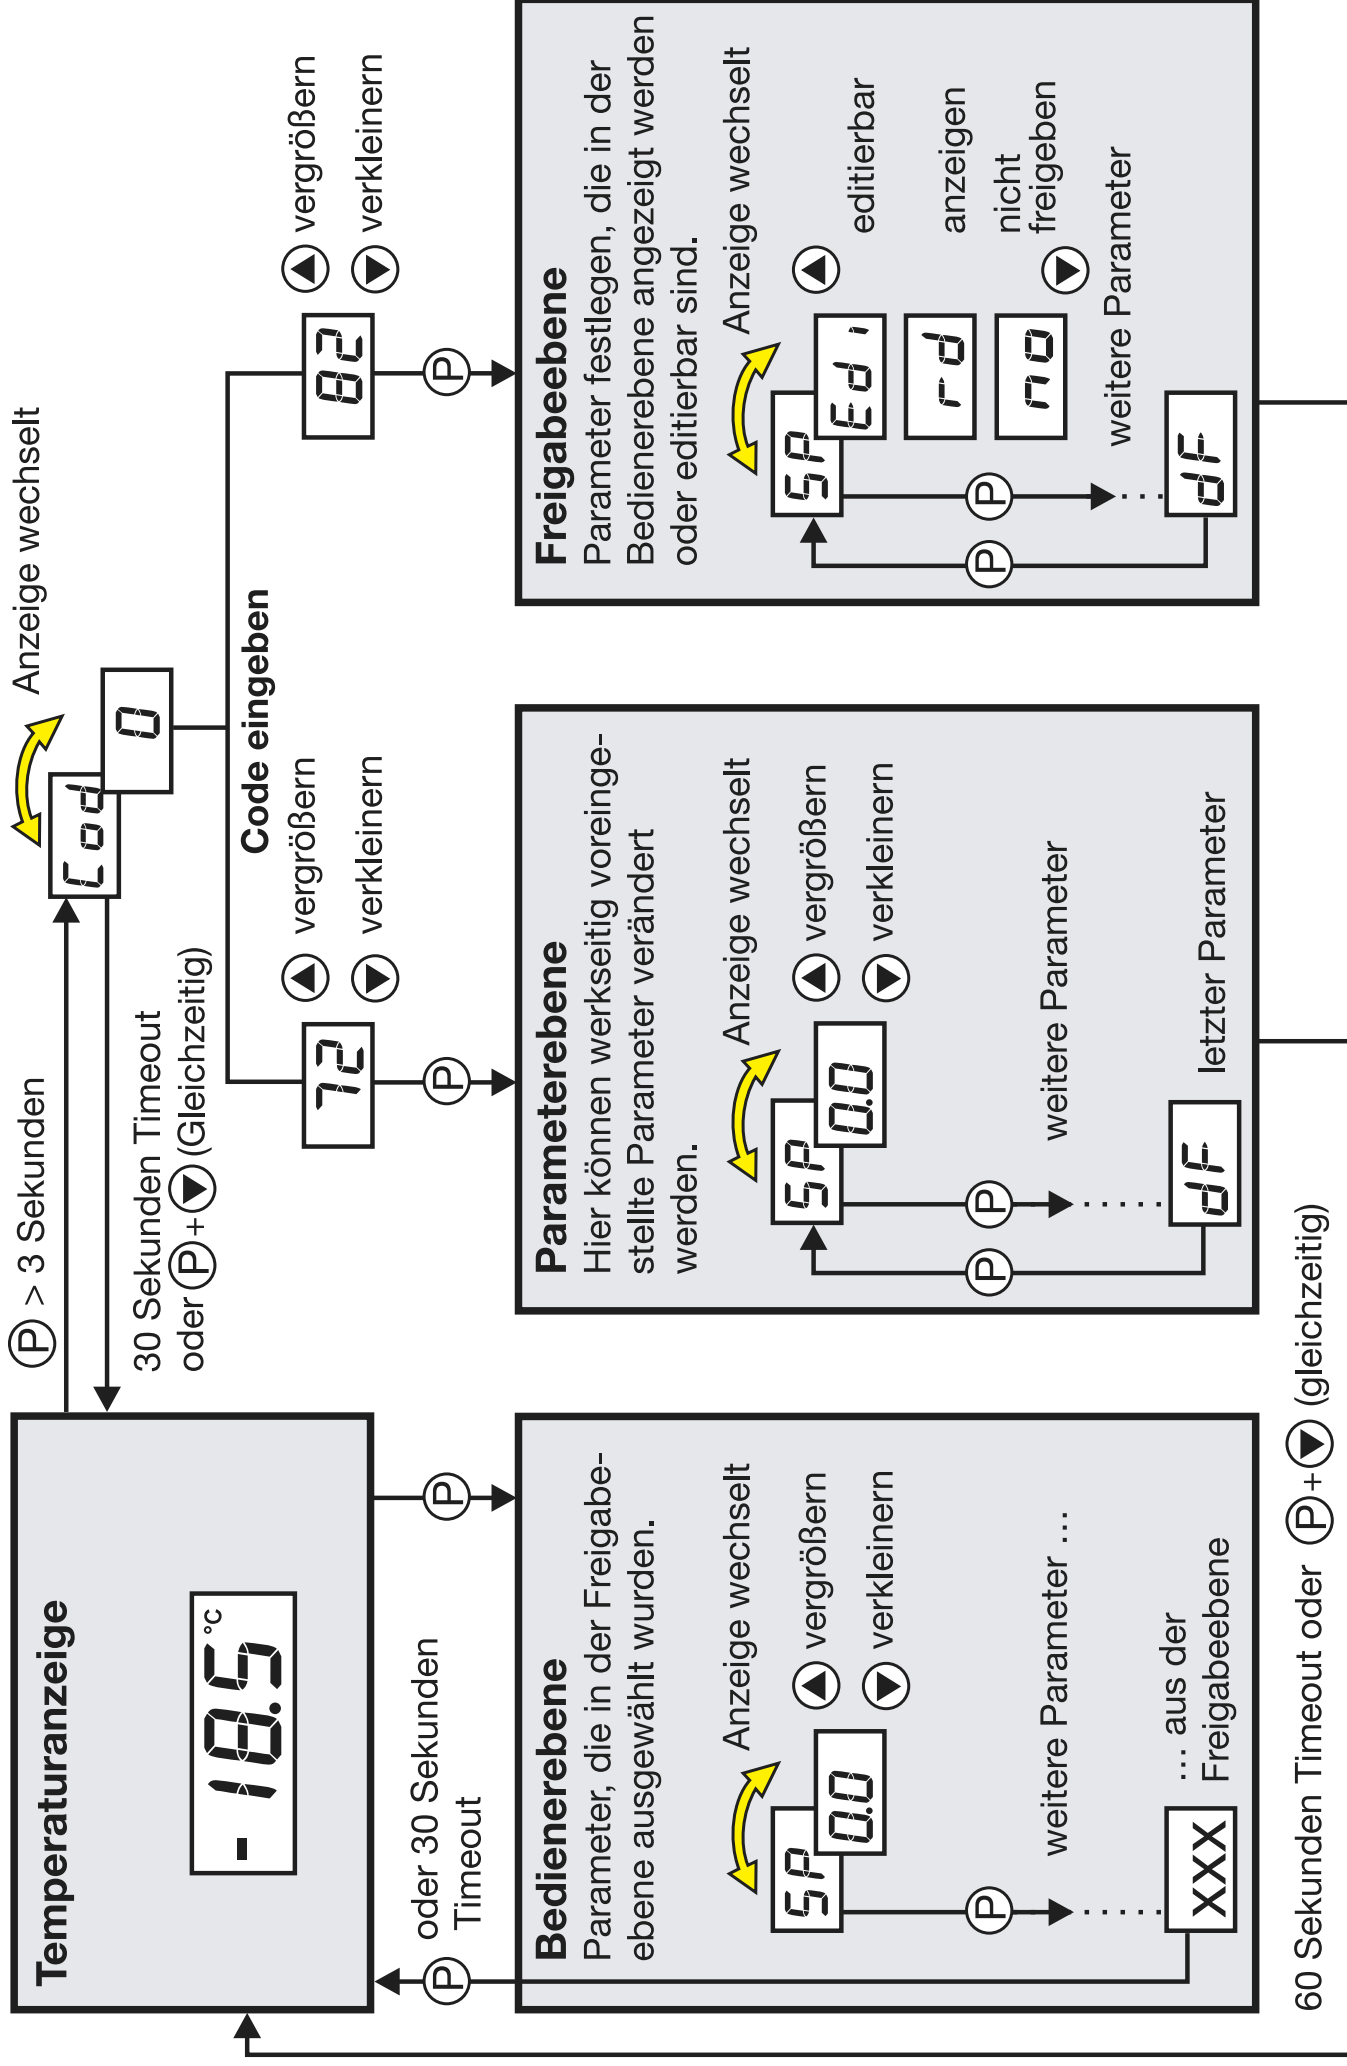 Temperaturanzeige
- 18.5 °C
P > 3 Sekunden
30 Sekunden Timeout
oder P + (Gleichzeitig)
Cod
0
Anzeige wechselt
Code eingeben
72
vergrößern
verkleinern
P
82
vergrößern
verkleinern
P
P
oder 30 Sekunden
Timeout
P
Bedienerebene
Parameter, die in der Freigabe-
ebene ausgewählt wurden.
Anzeige wechselt
SP
0.0
vergrößern
verkleinern
P
weitere Parameter ...
XXX
... aus der
Freigabeebene
Parameterebene
Hier können werkseitig voreinge-
stellte Parameter verändert
werden.
Anzeige wechselt
SP
0.0
vergrößern
verkleinern
P
P
weitere Parameter
dF
letzter Parameter
Freigabeebene
Parameter festlegen, die in der
Bedienerebene angezeigt werden
oder editierbar sind.
Anzeige wechselt
SP
Edi
editierbar
rd
anzeigen
no
nicht
freigeben
P
P
weitere Parameter
dF
60 Sekunden Timeout oder P + (gleichzeitig)